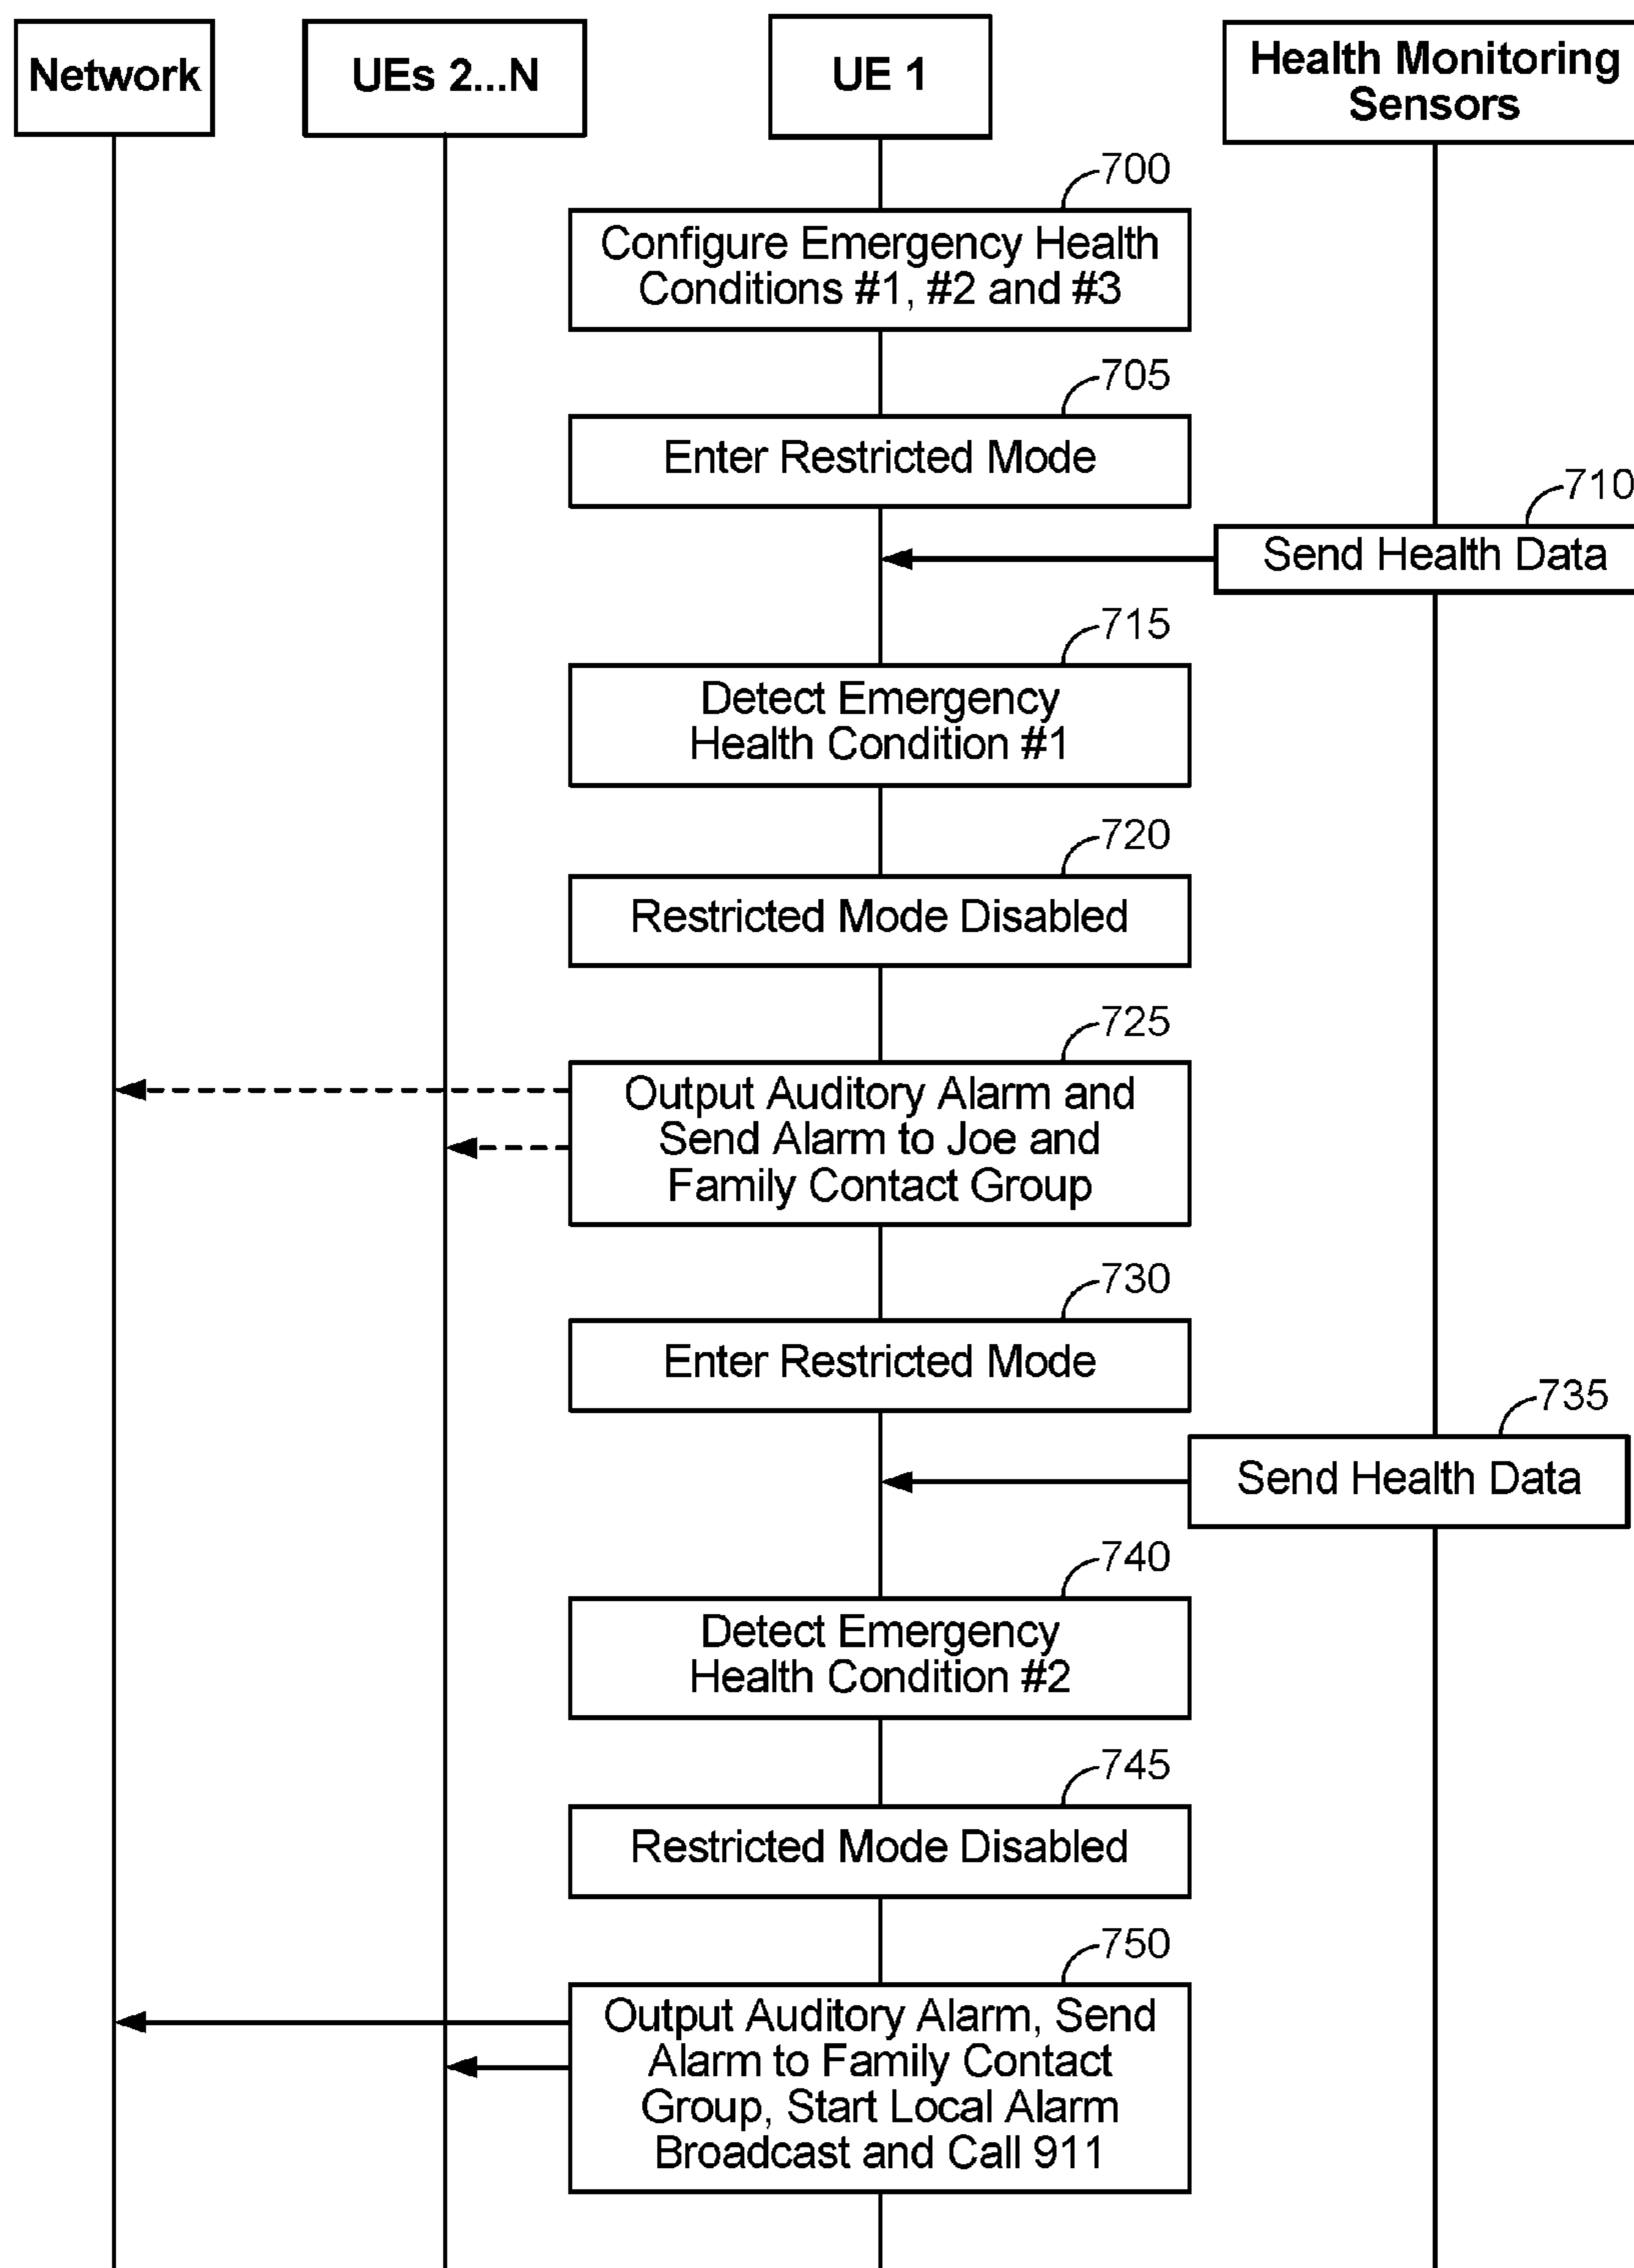 Network
UEs 2...N
UE 1
Health Monitoring
Sensors
700
Configure Emergency Health
Conditions #1, #2 and #3
705
Enter Restricted Mode
710
Send Health Data
715
Detect Emergency
Health Condition #1
720
Restricted Mode Disabled
725
Output Auditory Alarm and
Send Alarm to Joe and
Family Contact Group
730
Enter Restricted Mode
735
Send Health Data
740
Detect Emergency
Health Condition #2
745
Restricted Mode Disabled
750
Output Auditory Alarm, Send
Alarm to Family Contact
Group, Start Local Alarm
Broadcast and Call 911